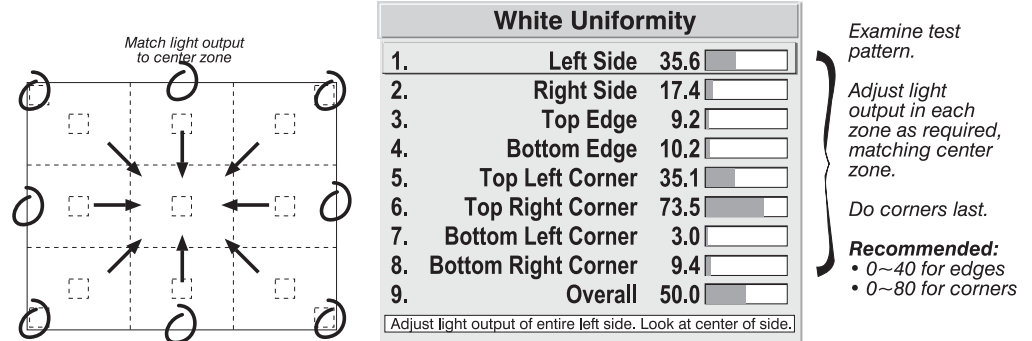 Match light output
to center zone
White Uniformity
1. Left Side 35.6
2. Right Side 17.4
3. Top Edge 9.2
4. Bottom Edge 10.2
5. Top Left Corner 35.1
6. Top Right Corner 73.5
7. Bottom Left Corner 3.0
8. Bottom Right Corner 9.4
9. Overall 50.0
Adjust light output of entire left side. Look at center of side.
Examine test
pattern.
Adjust light
output in each
zone as required,
matching center
zone.
Do corners last.
Recommended:
• 0~40 for edges
• 0~80 for corners